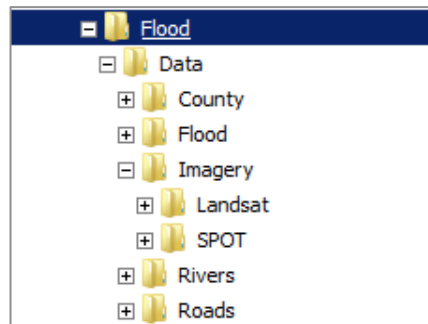 Flood
Data
County
Flood
Imagery
Landsat
SPOT
Rivers
Roads